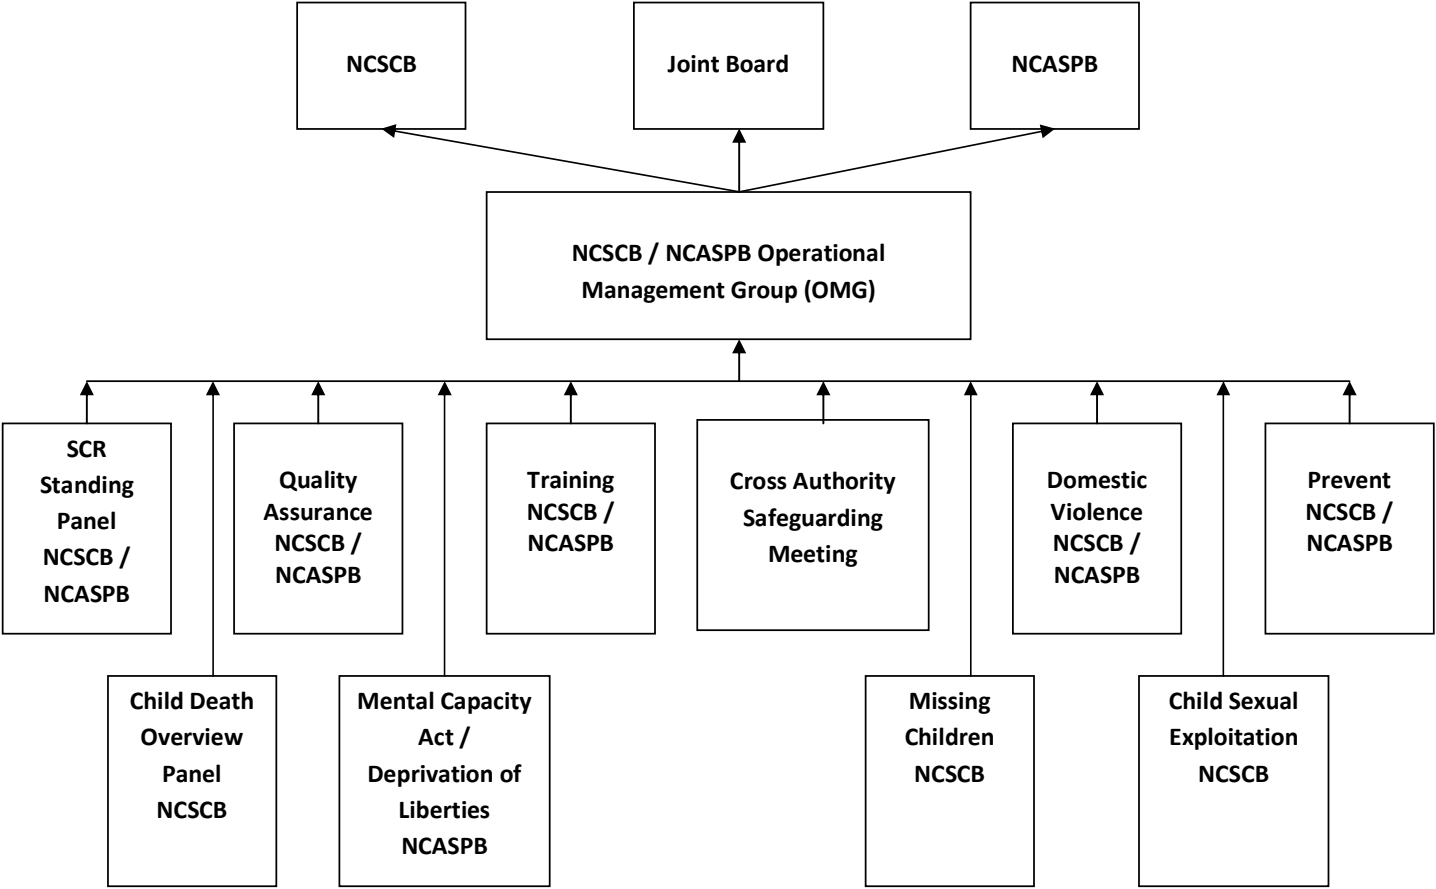 NCSCB
Joint Board
NCASPB
NCSCB / NCASPB Operational
Management Group (OMG)
SCR
Standing
Panel
NCSCB /
NCASPB
Quality
Assurance
NCSCB /
NCASPB
Training
NCSCB /
NCASPB
Cross Authority
Safeguarding
Meeting
Domestic
Violence
NCSCB /
NCASPB
Prevent
NCSCB /
NCASPB
Child Death
Overview
Panel
NCSCB
Mental Capacity
Act /
Deprivation of
Liberties
NCASPB
Missing
Children
NCSCB
Child Sexual
Exploitation
NCSCB